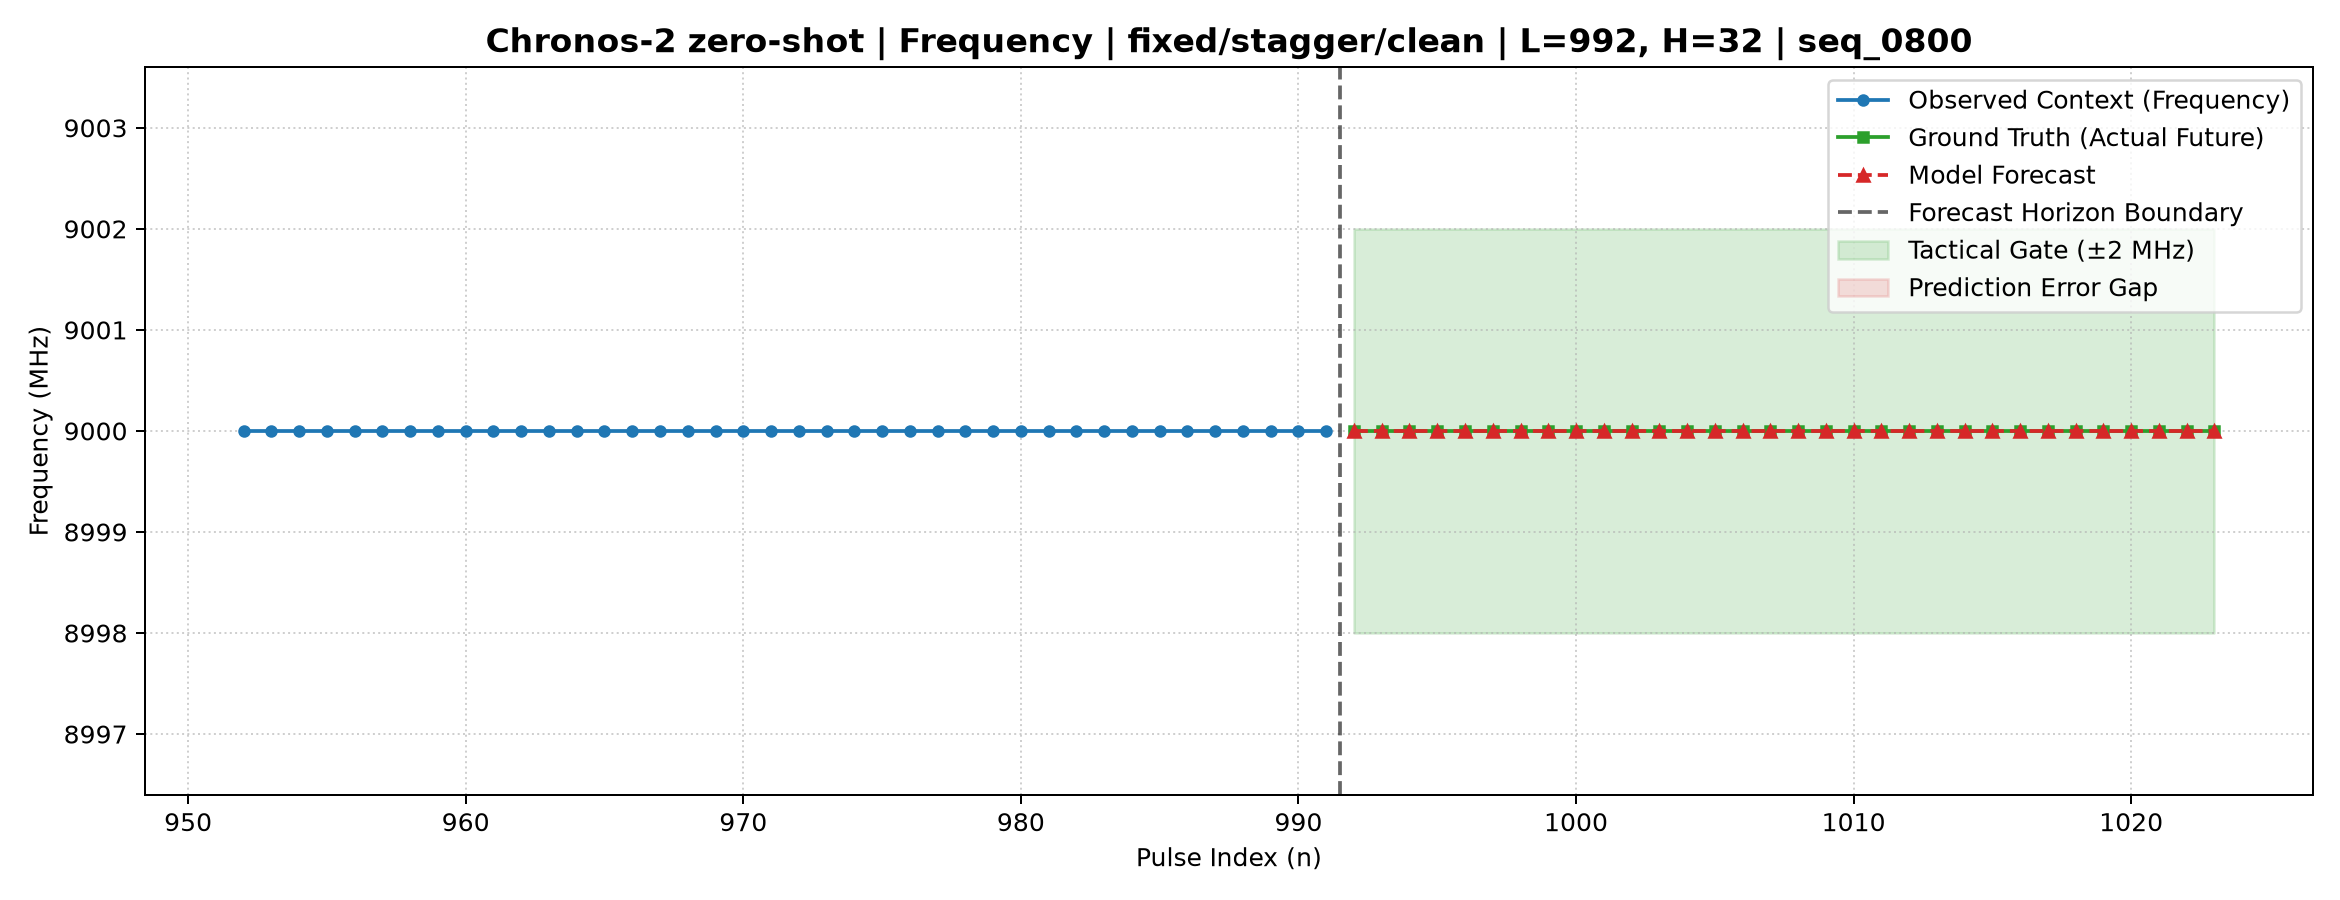 Chronos-2 zero-shot | Frequency | fixed/stagger/clean | L=992, H=32 | seq_0800
Observed Context (Frequency)
Ground Truth (Actual Future)
Model Forecast
Forecast Horizon Boundary
Tactical Gate (±2 MHz)
Prediction Error Gap
Frequency (MHz)
9003
9002
9001
9000
8999
8998
8997
950 960 970 980 990 1000 1010 1020
Pulse Index (n)